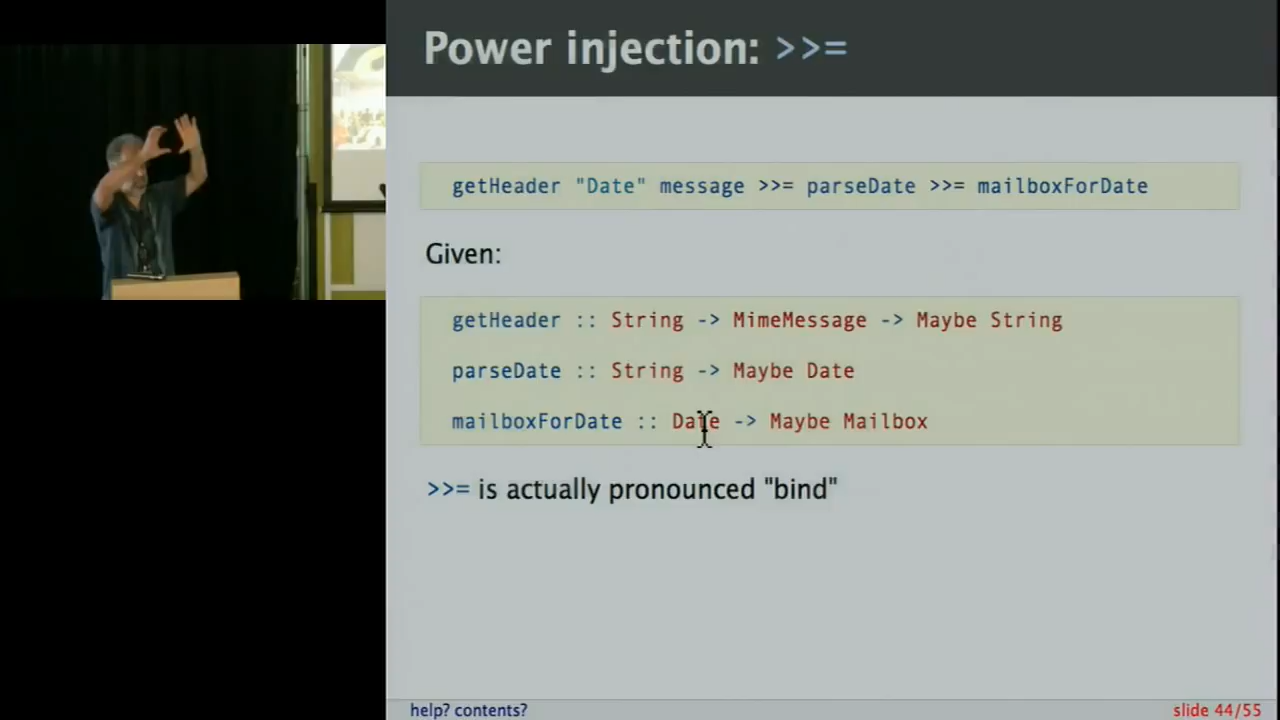 Power injection: >>=
getHeader "Date" message >>= parseDate >>= mailboxForDate
Given:
getHeader :: String -> MimeMessage -> Maybe String
parseDate :: String -> Maybe Date
mailboxForDate :: Date -> Maybe Mailbox
>>= is actually pronounced "bind"
help? contents?
slide 44/55